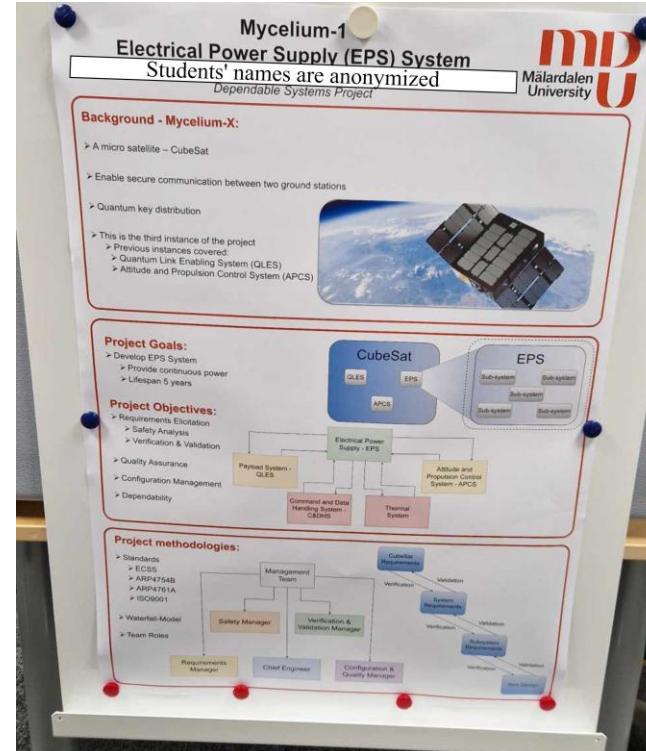 Mycelium-1
Electrical Power Supply (EPS) System
Students' names are anonymized
Dependable Systems Project
mDU
Mälardalen
University
Background - Mycelium-X:
➢ A micro satellite – CubeSat
➢ Enable secure communication between two ground stations
➢ Quantum key distribution
➢ This is the third instance of the project
➢ Previous instances covered:
➢ Quantum Link Enabling System (QLES)
➢ Attitude and Propulsion Control System (APCS)
Project Goals:
➢ Develop EPS System
➢ Provide continuous power
➢ Lifespan 5 years
Project Objectives:
➢ Requirements Elicitation
➢ Safety Analysis
➢ Verification & Validation
➢ Quality Assurance
➢ Configuration Management
➢ Dependability
CubeSat
QLES
EPS
APCS
EPS
Sub-system
Sub-system
Sub-system
Sub-system
Sub-system
Electrical Power
Supply - EPS
Payload System -
QLES
Attitude and
Propulsion Control
System - APCS
Command and Data
Handling System -
C&DHS
Thermal
System
Project methodologies:
➢ Standards
➢ ECSS
➢ ARP4754B
➢ ARP4761A
➢ ISO9001
➢ Waterfall-Model
➢ Team Roles
Management
Team
Safety Manager
Verification &
Validation Manager
Requirements
Manager
Chief Engineer
Configuration &
Quality Manager
CubeSat
Requirements
Verification
Validation
System
Requirements
Verification
Validation
Subsystem
Requirements
Verification
Validation
Item Design